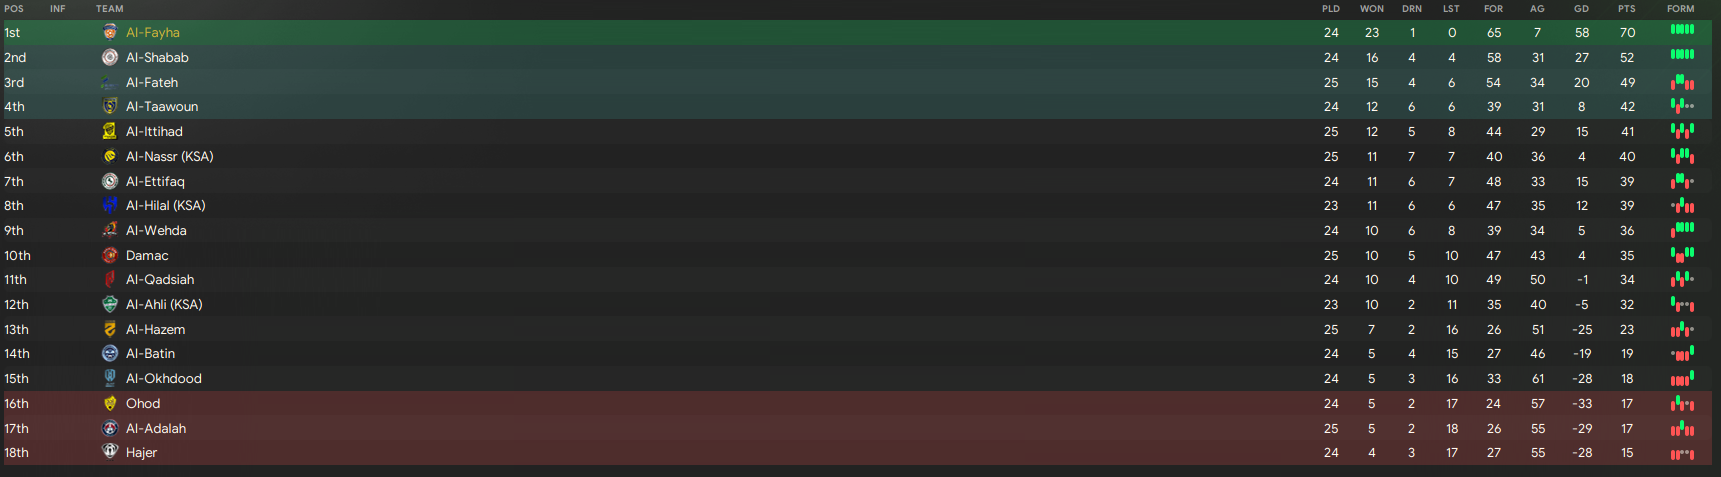 POS INF TEAM PLD WON DRN LST FOR AG GD PTS FORM
1st Al-Fayha 24 23 1 0 65 7 58 70
2nd Al-Shabab 24 16 4 4 58 31 27 52
3rd Al-Fateh 25 15 4 6 54 34 20 49
4th Al-Taawoun 24 12 6 6 39 31 8 42
5th Al-Ittihad 25 12 5 8 44 29 15 41
6th Al-Nassr (KSA) 25 11 7 7 40 36 4 40
7th Al-Ettifaq 24 11 6 7 48 33 15 39
8th Al-Hilal (KSA) 23 11 6 6 47 35 12 39
9th Al-Wehda 24 10 6 8 39 34 5 36
10th Damac 25 10 5 10 47 43 4 35
11th Al-Qadsiah 24 10 4 10 49 50 -1 34
12th Al-Ahli (KSA) 23 10 2 11 35 40 -5 32
13th Al-Hazem 25 7 2 16 26 51 -25 23
14th Al-Batin 24 5 4 15 27 46 -19 19
15th Al-Okhdood 24 5 3 16 33 61 -28 18
16th Ohod 24 5 2 17 24 57 -33 17
17th Al-Adalah 25 5 2 18 26 55 -29 17
18th Hajer 24 4 3 17 27 55 -28 15